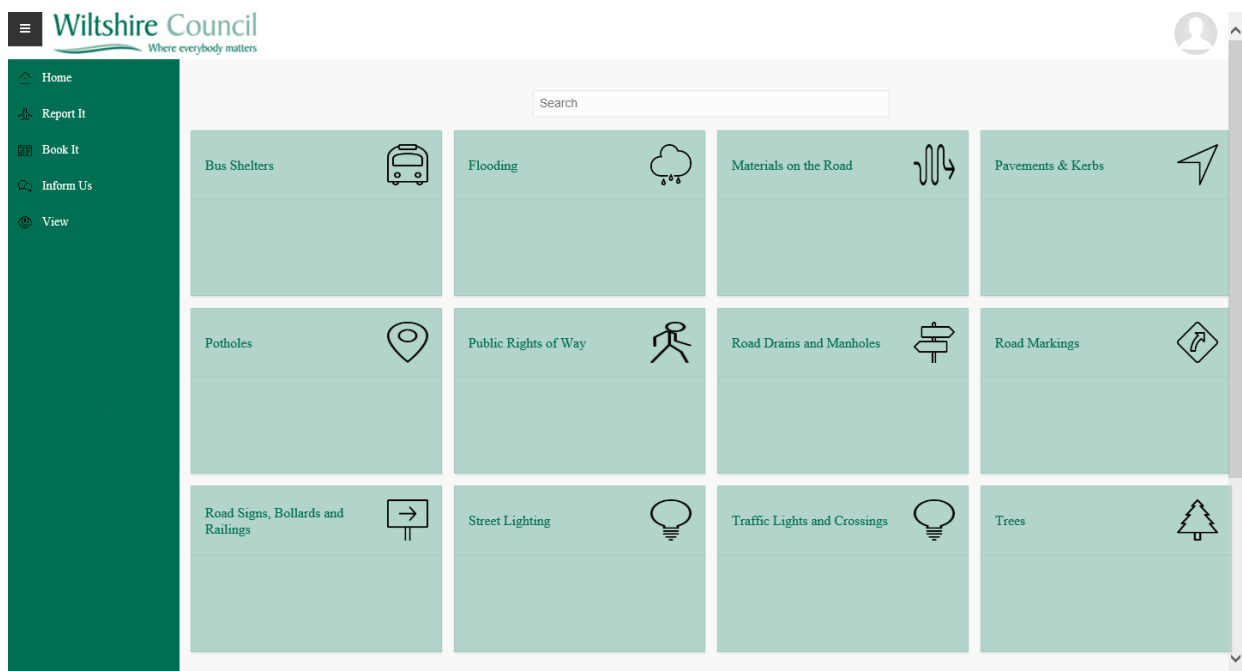 Wiltshire Council
Where everybody matters
Home
Report It
Book It
Inform Us
View
Search
Bus Shelters
Flooding
Materials on the Road
Pavements & Kerbs
Potholes
Public Rights of Way
Road Drains and Manholes
Road Markings
Road Signs, Bollards and
Railings
Street Lighting
Traffic Lights and Crossings
Trees